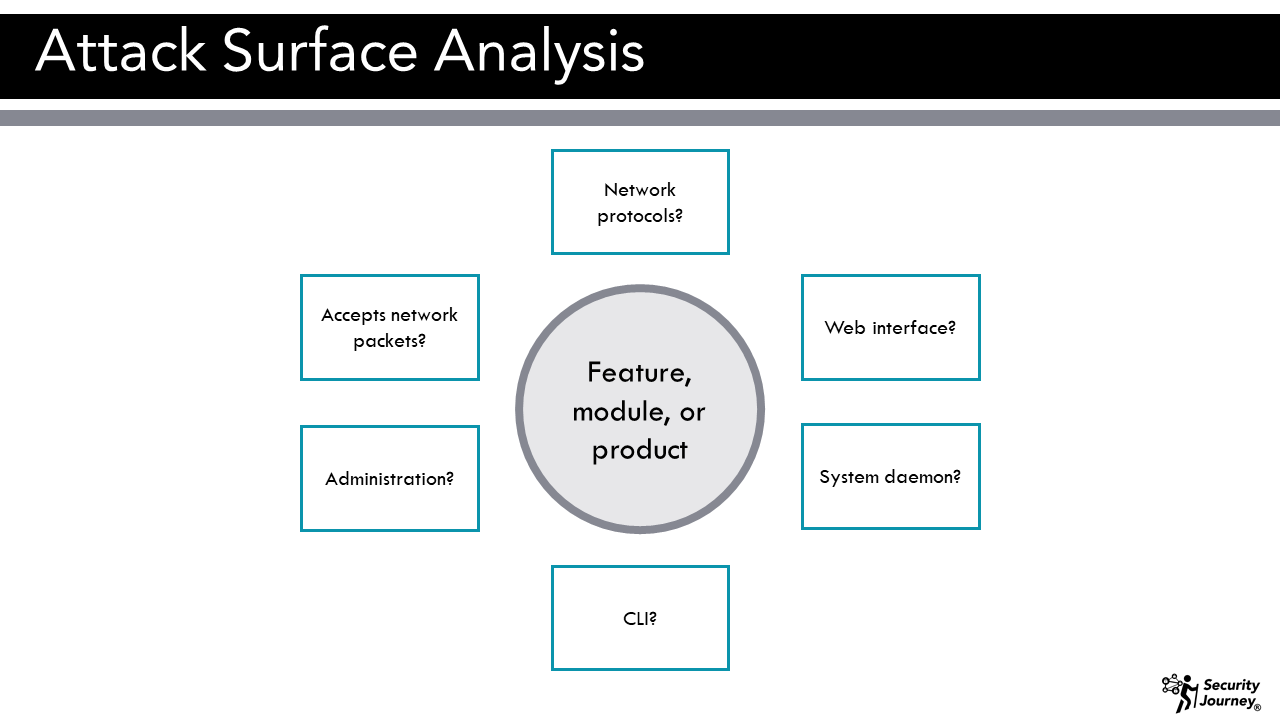 Attack Surface Analysis
Network
protocols?
Accepts network
packets?
Web interface?
Feature,
module, or
product
Administration?
System daemon?
CLI?
Security
Journey®